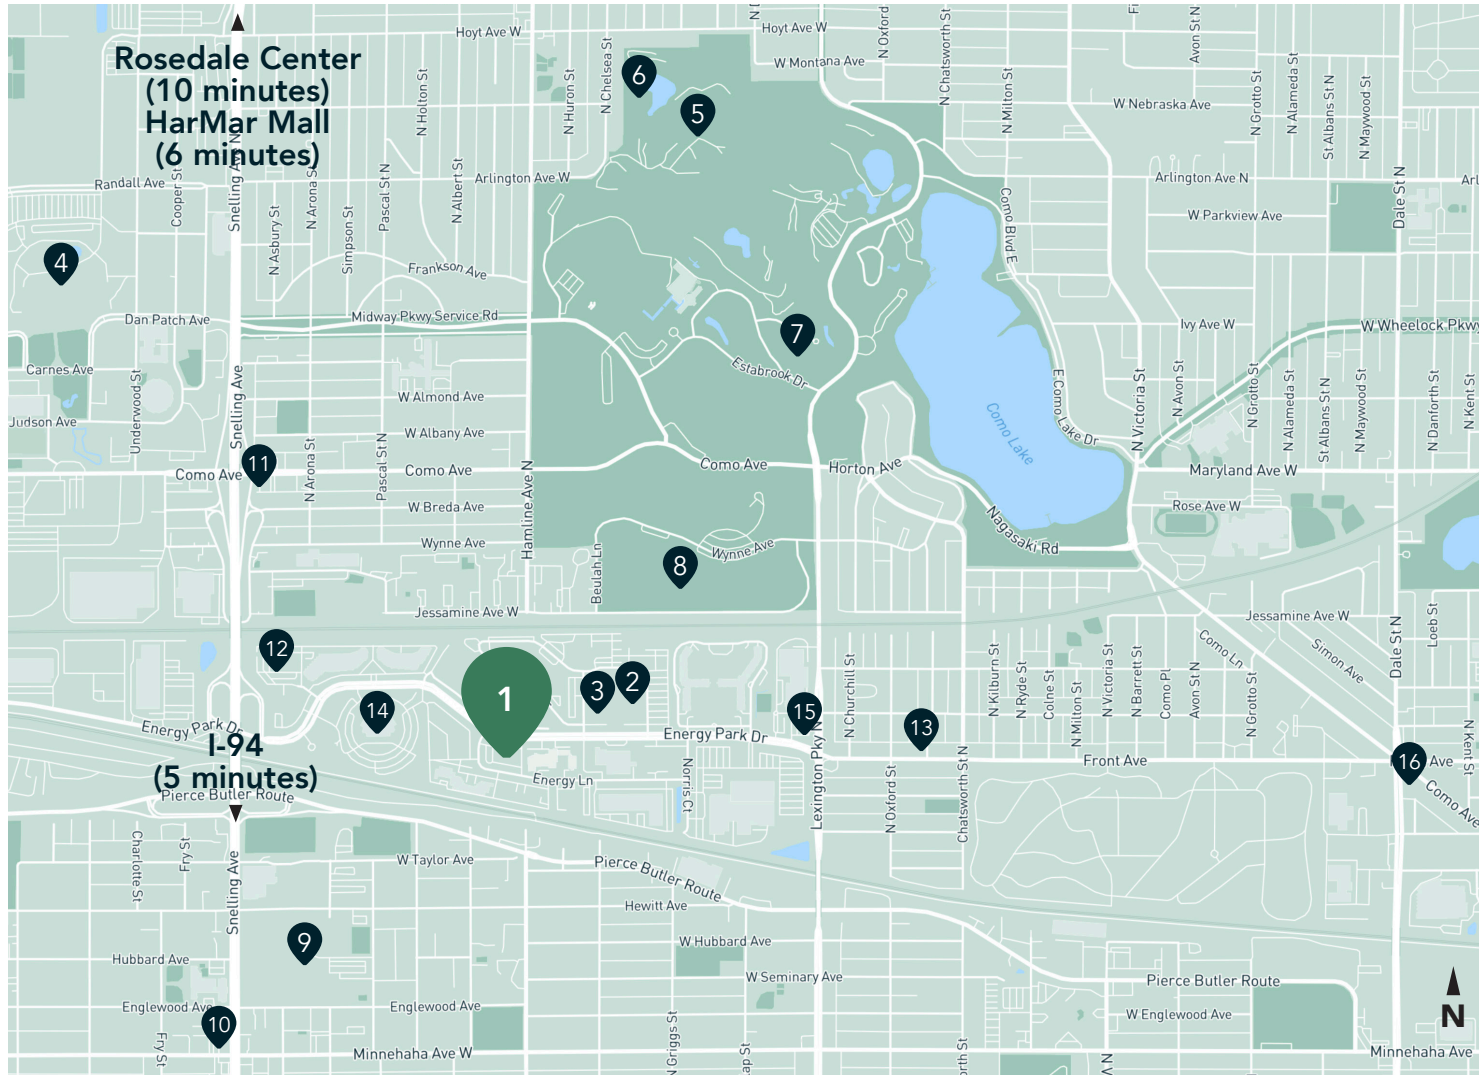 Rosedale Center
(10 minutes)
HarMar Mall
(6 minutes)
Hoyt Ave W
Hoyt Ave W
W Montana Ave
N Oxford
N Chatsworth St
N Milton St
Avon St N
W Nebraska Ave
N Grotto St
N Alameda St
St Albans St N
N Maywood St
Dale St N
N Holton St
N Huron St
N Chelsea St
6
5
Snelling Ave N
Randall Ave
Cooper St
N Asbury St
N Arona St
Simpson St
Pascal St N
N Albert St
Arlington Ave W
Arlington Ave N
W Parkview Ave
Como Blvd E
4
Frankson Ave
Dan Patch Ave
Midway Pkwy Service Rd
Ivy Ave W
W Wheelock Pkwy
7
Estabrook Dr
Carnes Ave
Judson Ave
Underwood St
Snelling Ave
W Almond Ave
W Albany Ave
N Arona St
Pascal St N
Como Ave
11
Como Ave
Como Ave
Horton Ave
Hamline Ave N
W Breda Ave
Wynne Ave
Como Lake
E Como Lake Dr
N Victoria St
N Avon St
N Grotto St
N Alameda St
St Albans St N
N Maywood St
N Danforth St
N Kent St
Maryland Ave W
Rose Ave W
Nagasaki Rd
Wynne Ave
8
Beulah Ln
Jessamine Ave W
Jessamine Ave W
Como Ln
Simon Ave
Dale St N
Loeb St
12
14
1
3
2
15
13
16
Energy Park Dr
Energy Park Dr
I-94
(5 minutes)
Pierce Butler Route
Energy Ln
Norris Ct
Lexington Pky N
N Churchill St
N Oxford St
Chatsworth St N
N Kilburn St
N Ryde St
Colne St
N Milton St
N Victoria St
N Barrett St
Como Pl
Avon St N
N Grotto St
Front Ave
Ave
N Kent St
Como Ave
Charlotte St
Fry St
Snelling Ave
W Taylor Ave
Pierce Butler Route
Hewitt Ave
9
W Hubbard Ave
Hubbard Ave
W Seminary Ave
Pierce Butler Route
Englewood Ave
Englewood Ave
W Englewood Ave
10
Fry St
Minnehaha Ave W
N Griggs St
Minnehaha Ave
N